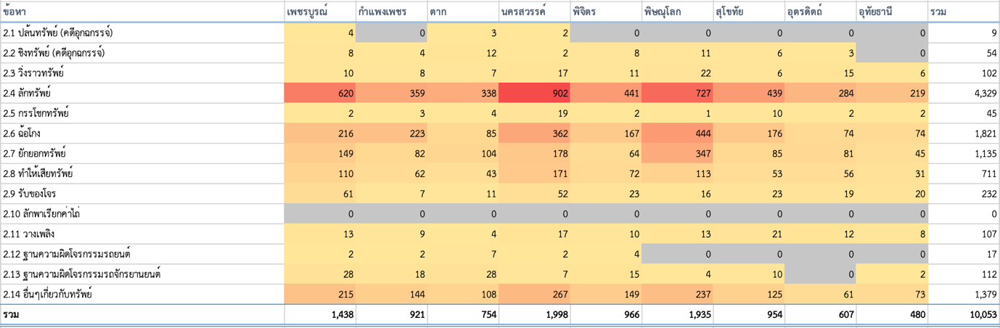 ข้อหา เพชรบูรณ์ กำแพงเพชร ตาก นครสวรรค์ พิจิตร พิษณุโลก สุโขทัย อุตรดิตถ์ อุทัยธานี รวม
2.1 ปล้นทรัพย์ (คดีอุกฉกรรจ์) 4 0 3 2 0 0 0 0 0 9
2.2 ชิงทรัพย์ (คดีอุกฉกรรจ์) 8 4 12 2 8 11 6 3 0 54
2.3 วิ่งราวทรัพย์ 10 8 7 17 11 22 6 15 6 102
2.4 ลักทรัพย์ 620 359 338 902 441 727 439 284 219 4,329
2.5 กรรโชกทรัพย์ 2 3 4 19 2 1 10 2 2 45
2.6 ฉ้อโกง 216 223 85 362 167 444 176 74 74 1,821
2.7 ยักยอกทรัพย์ 149 82 104 178 64 347 85 81 45 1,135
2.8 ทำให้เสียทรัพย์ 110 62 43 171 72 113 53 56 31 711
2.9 รับของโจร 61 7 11 52 23 16 23 19 20 232
2.10 ลักพาเรียกค่าไถ่ 0 0 0 0 0 0 0 0 0 0
2.11 วางเพลิง 13 9 4 17 10 13 21 12 8 107
2.12 ฐานความผิดโจรกรรมรถยนต์ 2 2 7 2 4 0 0 0 0 17
2.13 ฐานความผิดโจรกรรมรถจักรยานยนต์ 28 18 28 7 15 4 10 0 2 112
2.14 อื่นๆเกี่ยวกับทรัพย์ 215 144 108 267 149 237 125 61 73 1,379
รวม 1,438 921 754 1,998 966 1,935 954 607 480 10,053